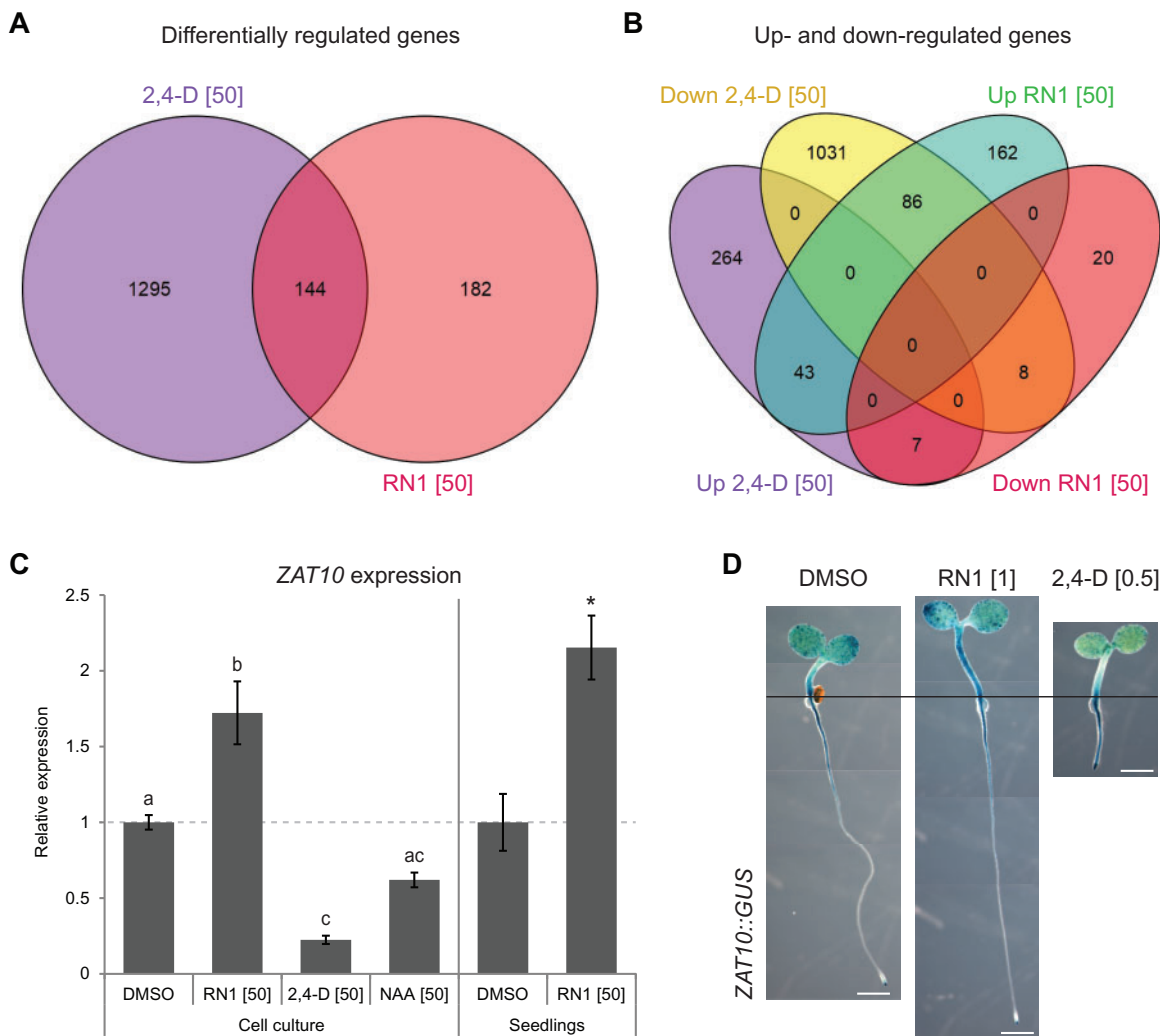 A
Differentially regulated genes
2,4-D [50]
1295
144
182
RN1 [50]
B
Up- and down-regulated genes
Down 2,4-D [50]
Up RN1 [50]
1031
162
86
0
0
264
20
0
0
0
43
8
0
0
7
Up 2,4-D [50]
Down RN1 [50]
C
ZAT10 expression
Relative expression
2.5
2
1.5
1
0.5
0
a
b
c
ac
*
DMSO
RN1 [50]
2,4-D [50]
NAA [50]
DMSO
RN1 [50]
Cell culture
Seedlings
D
DMSO
RN1 [1]
2,4-D [0.5]
ZAT10::GUS